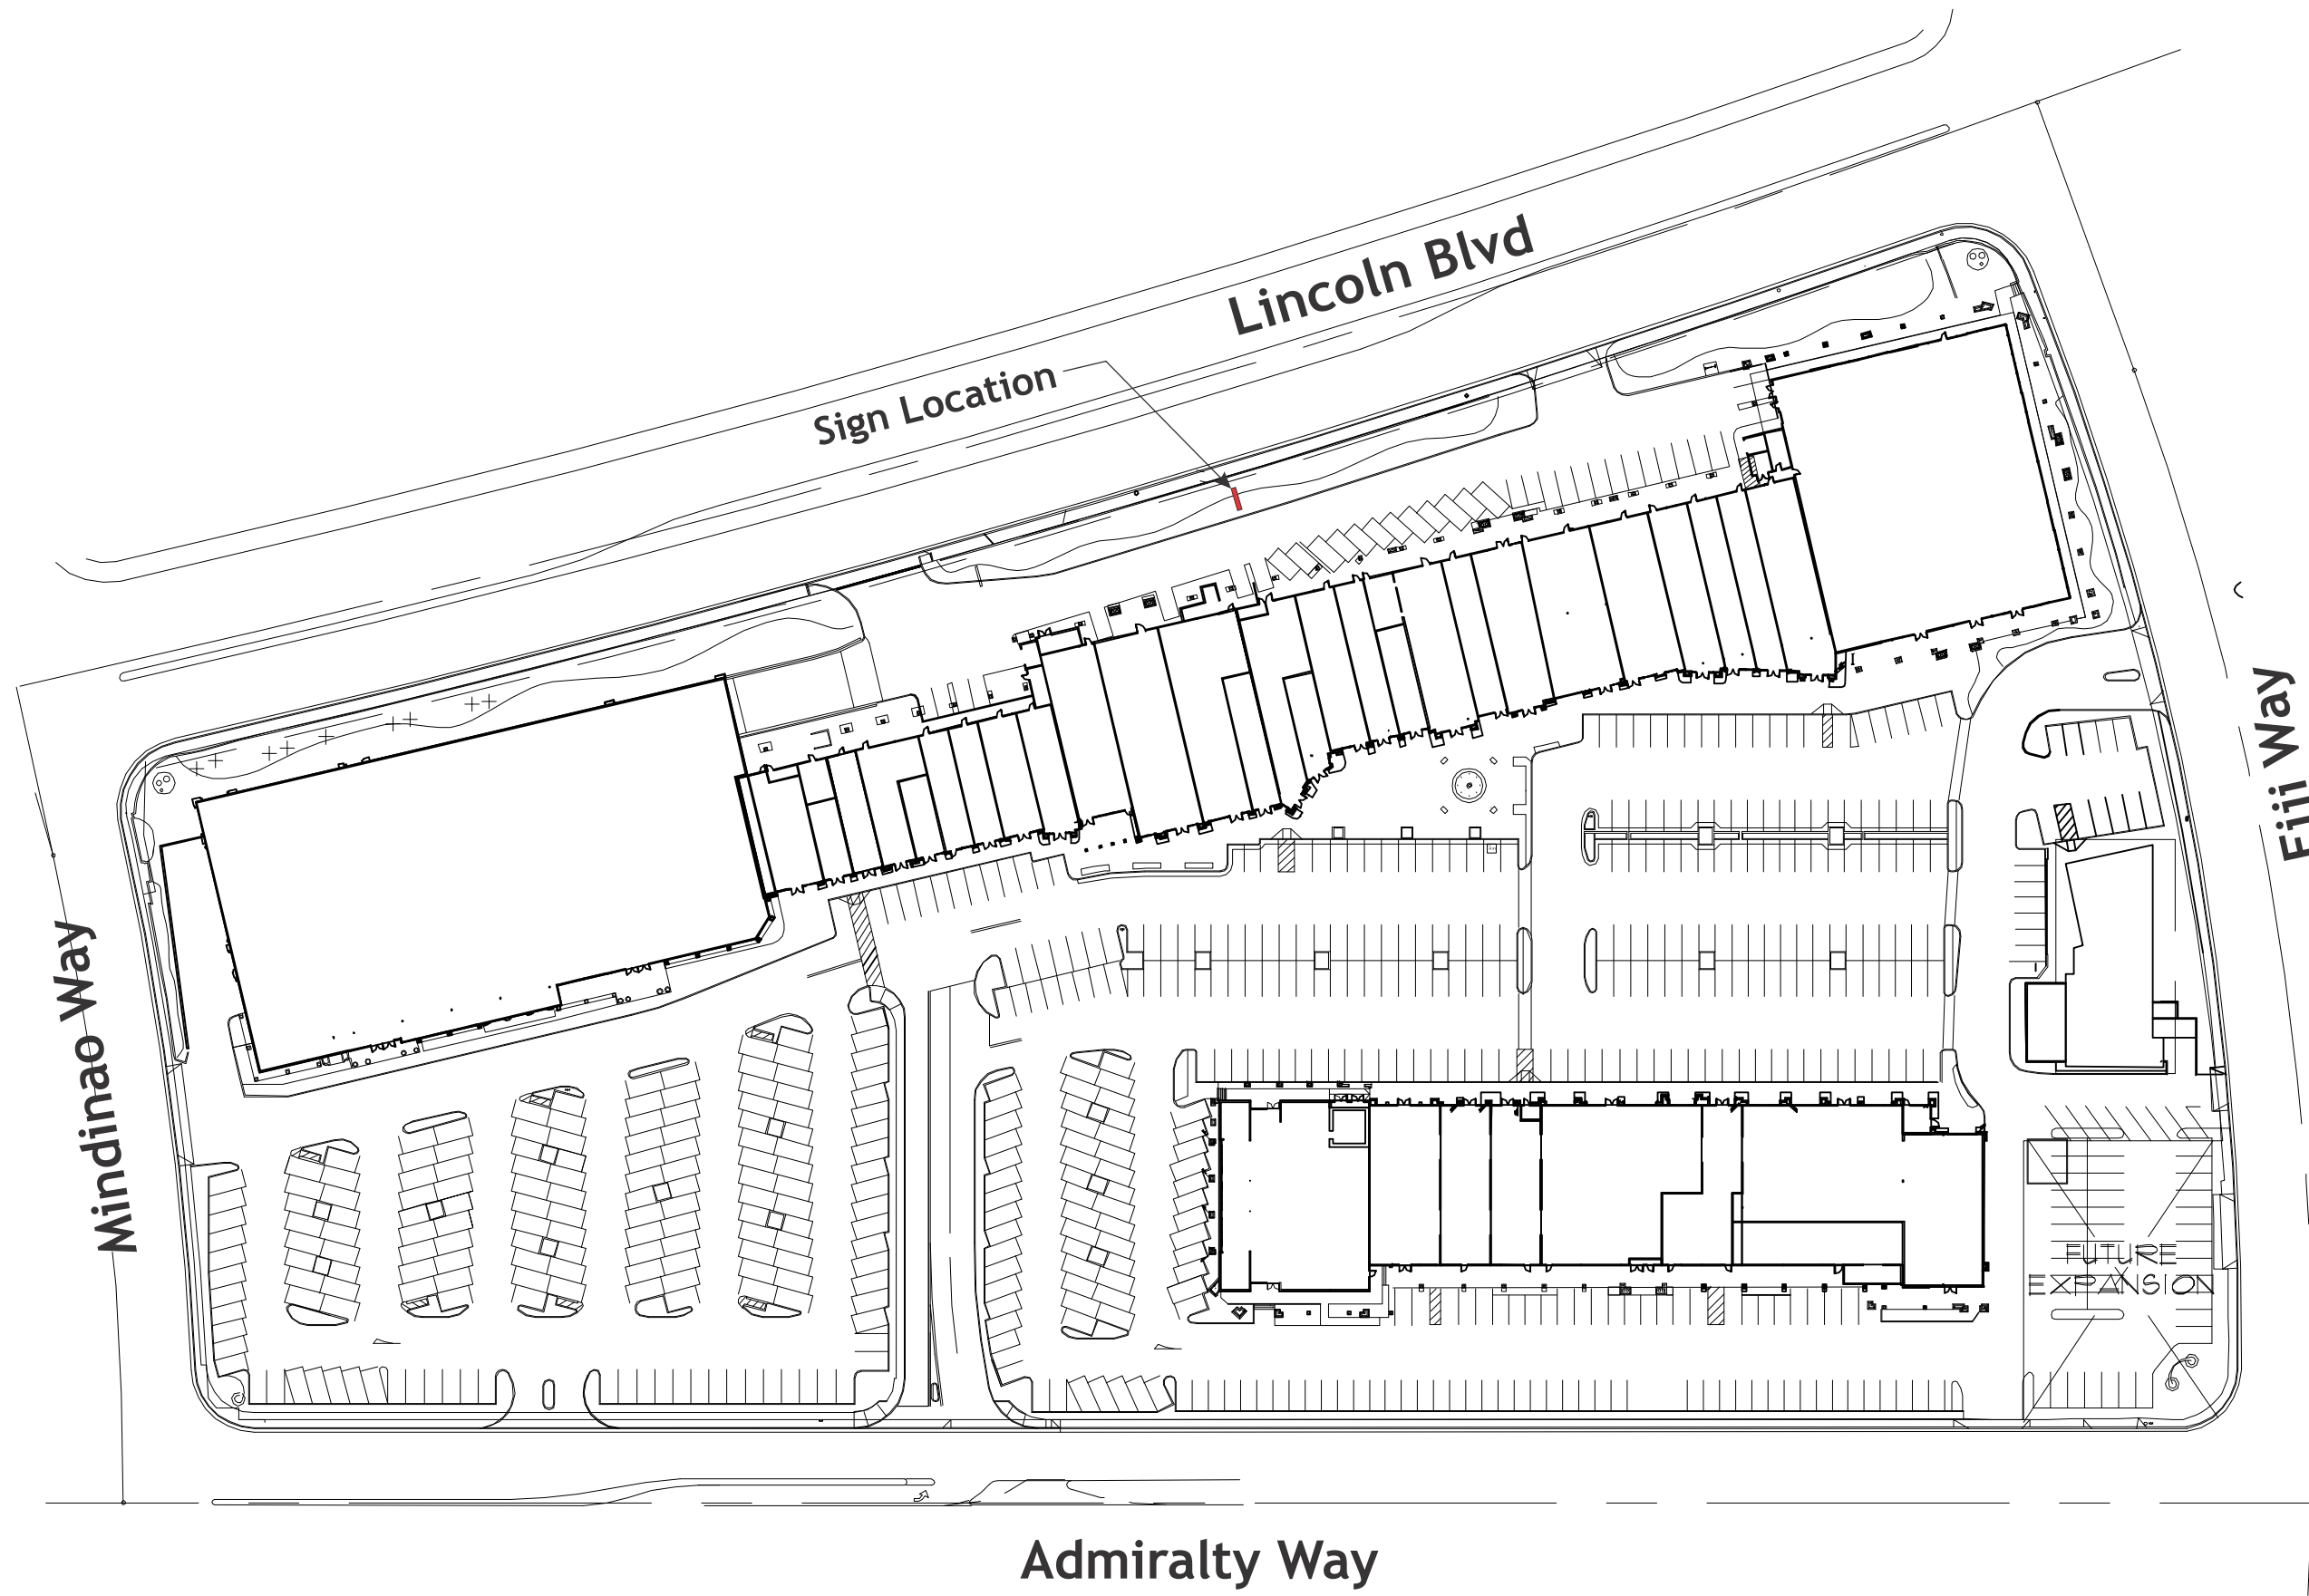 Lincoln Blvd
Sign Location
Mindinao Way
Fiji Way
FUTURE
EXPANSION
Admiralty Way